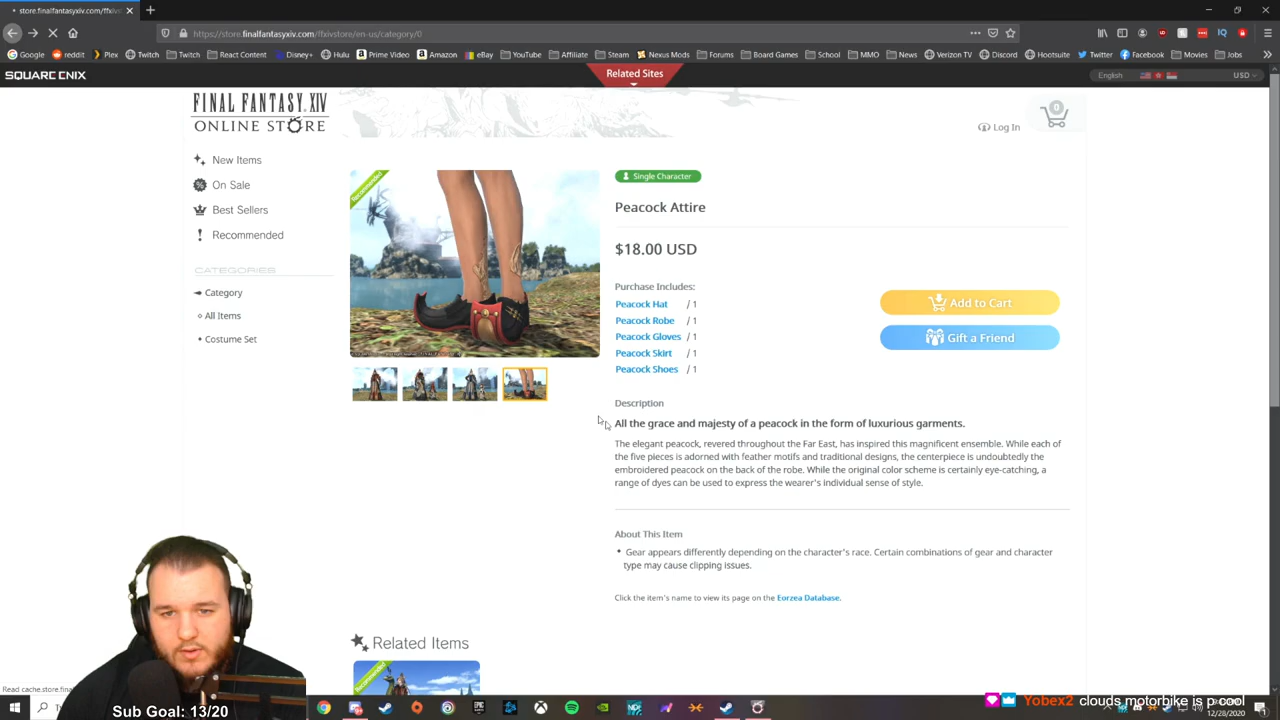 store.finalfantasyxiv.com/ffxivst
https://store.finalfantasyxiv.com/ffxivstore/en-us/category/0
Google
reddit
Plex
Twitch
Twitch
React Content
Disney+
Hulu
Prime Video
Amazon
eBay
YouTube
Affiliate
Steam
Nexus Mods
Forums
Board Games
School
MMO
News
Verizon TV
Discord
Hootsuite
Twitter
Facebook
Movies
Jobs
SQUARE ENIX
Related Sites
English
USD
FINAL FANTASY XIV
ONLINE STORE
0
Log In
New Items
On Sale
Best Sellers
Recommended
CATEGORIES
Category
All Items
Costume Set
Recommended
Single Character
Peacock Attire
$18.00 USD
Purchase Includes:
Peacock Hat / 1
Peacock Robe / 1
Peacock Gloves / 1
Peacock Skirt / 1
Peacock Shoes / 1
Add to Cart
Gift a Friend
Description
All the grace and majesty of a peacock in the form of luxurious garments.
The elegant peacock, revered throughout the Far East, has inspired this magnificent ensemble. While each of
the five pieces is adorned with feather motifs and traditional designs, the centerpiece is undoubtedly the
embroidered peacock on the back of the robe. While the original color scheme is certainly eye-catching, a
range of dyes can be used to express the wearer's individual sense of style.
About This Item
• Gear appears differently depending on the character's race. Certain combinations of gear and character
type may cause clipping issues.
Click the item's name to view its page on the Eorzea Database.
Related Items
Recommended
Read cache.store.fina
Sub Goal: 13/20
Yobex2 clouds motorbike is pcool
12/28/2020